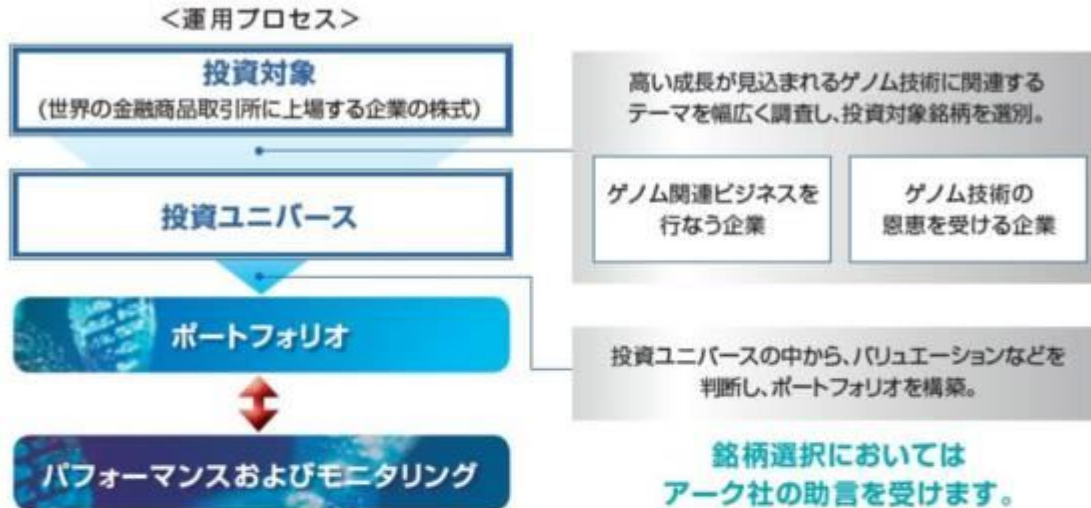 ＜運用プロセス＞
投資対象
(世界の金融商品取引所に上場する企業の株式)
高い成長が見込まれるゲノム技術に関連する
テーマを幅広く調査し、投資対象銘柄を選別。
ゲノム関連ビジネスを
行なう企業
ゲノム技術の
恩恵を受ける企業
投資ユニバース
ポートフォリオ
投資ユニバースの中から、バリュエーションなどを
判断し、ポートフォリオを構築。
パフォーマンスおよびモニタリング
銘柄選択においては
アーク社の助言を受けます。